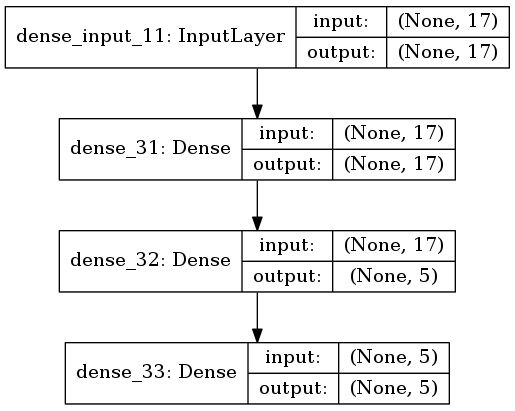 dense_input_11: InputLayer
input: (None, 17)
output: (None, 17)
dense_31: Dense
input: (None, 17)
output: (None, 17)
dense_32: Dense
input: (None, 17)
output: (None, 5)
dense_33: Dense
input: (None, 5)
output: (None, 5)